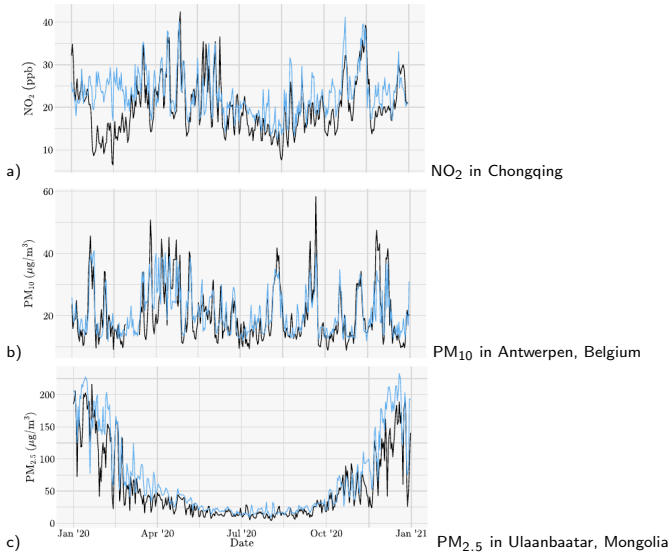 40
30
20
10
NO₂ (ppb)
a) NO₂ in Chongqing
60
40
20
PM₁₀ (μg/m³)
b) PM₁₀ in Antwerpen, Belgium
200
150
100
50
0
PM₂.₅ (μg/m³)
Jan '20 Apr '20 Jul '20 Oct '20 Jan '21
Date
c) PM₂.₅ in Ulaanbaatar, Mongolia